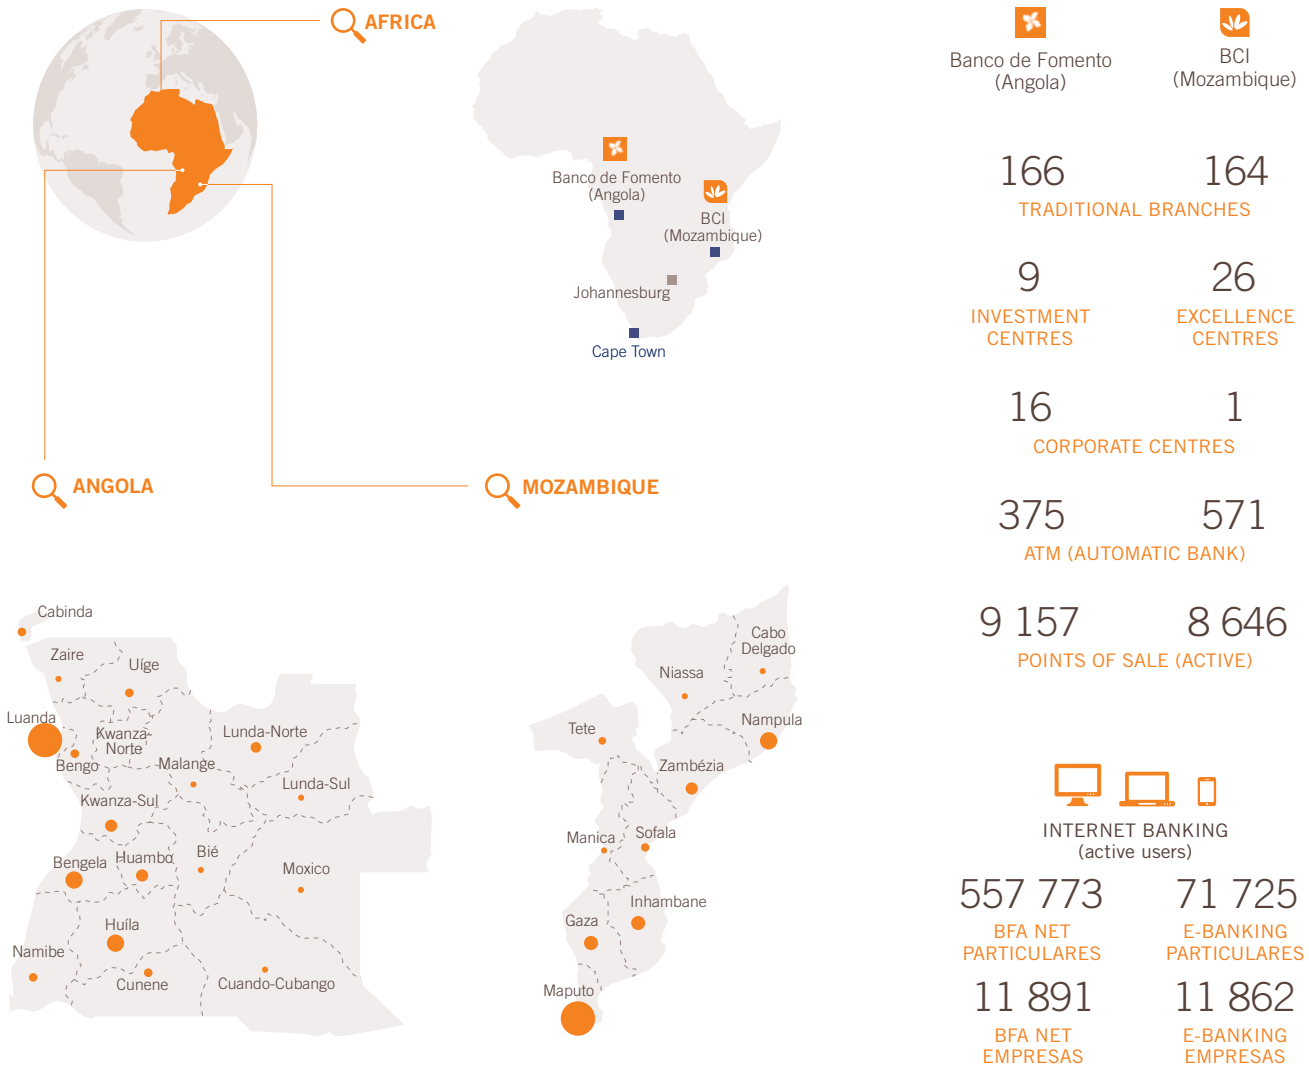 AFRICA
Banco de Fomento
(Angola)
BCI
(Mozambique)
Johannesburg
Cape Town
ANGOLA
MOZAMBIQUE
Cabinda
Zaire
Uíge
Luanda
Kwanza-
Norte
Bengo
Lunda-Norte
Malange
Lunda-Sul
Kwanza-Sul
Bengela
Huambo
Bié
Moxico
Huíla
Namibe
Cunene
Cuando-Cubango
Cabo
Delgado
Niassa
Tete
Nampula
Zambézia
Manica
Sofala
Inhambane
Gaza
Maputo
Banco de Fomento
(Angola)
BCI
(Mozambique)
166 164
TRADITIONAL BRANCHES
9 26
INVESTMENT
CENTRES
EXCELLENCE
CENTRES
16 1
CORPORATE CENTRES
375 571
ATM (AUTOMATIC BANK)
9 157 8 646
POINTS OF SALE (ACTIVE)
INTERNET BANKING
(active users)
557 773 71 725
BFA NET
PARTICULARES
E-BANKING
PARTICULARES
11 891 11 862
BFA NET
EMPRESAS
E-BANKING
EMPRESAS